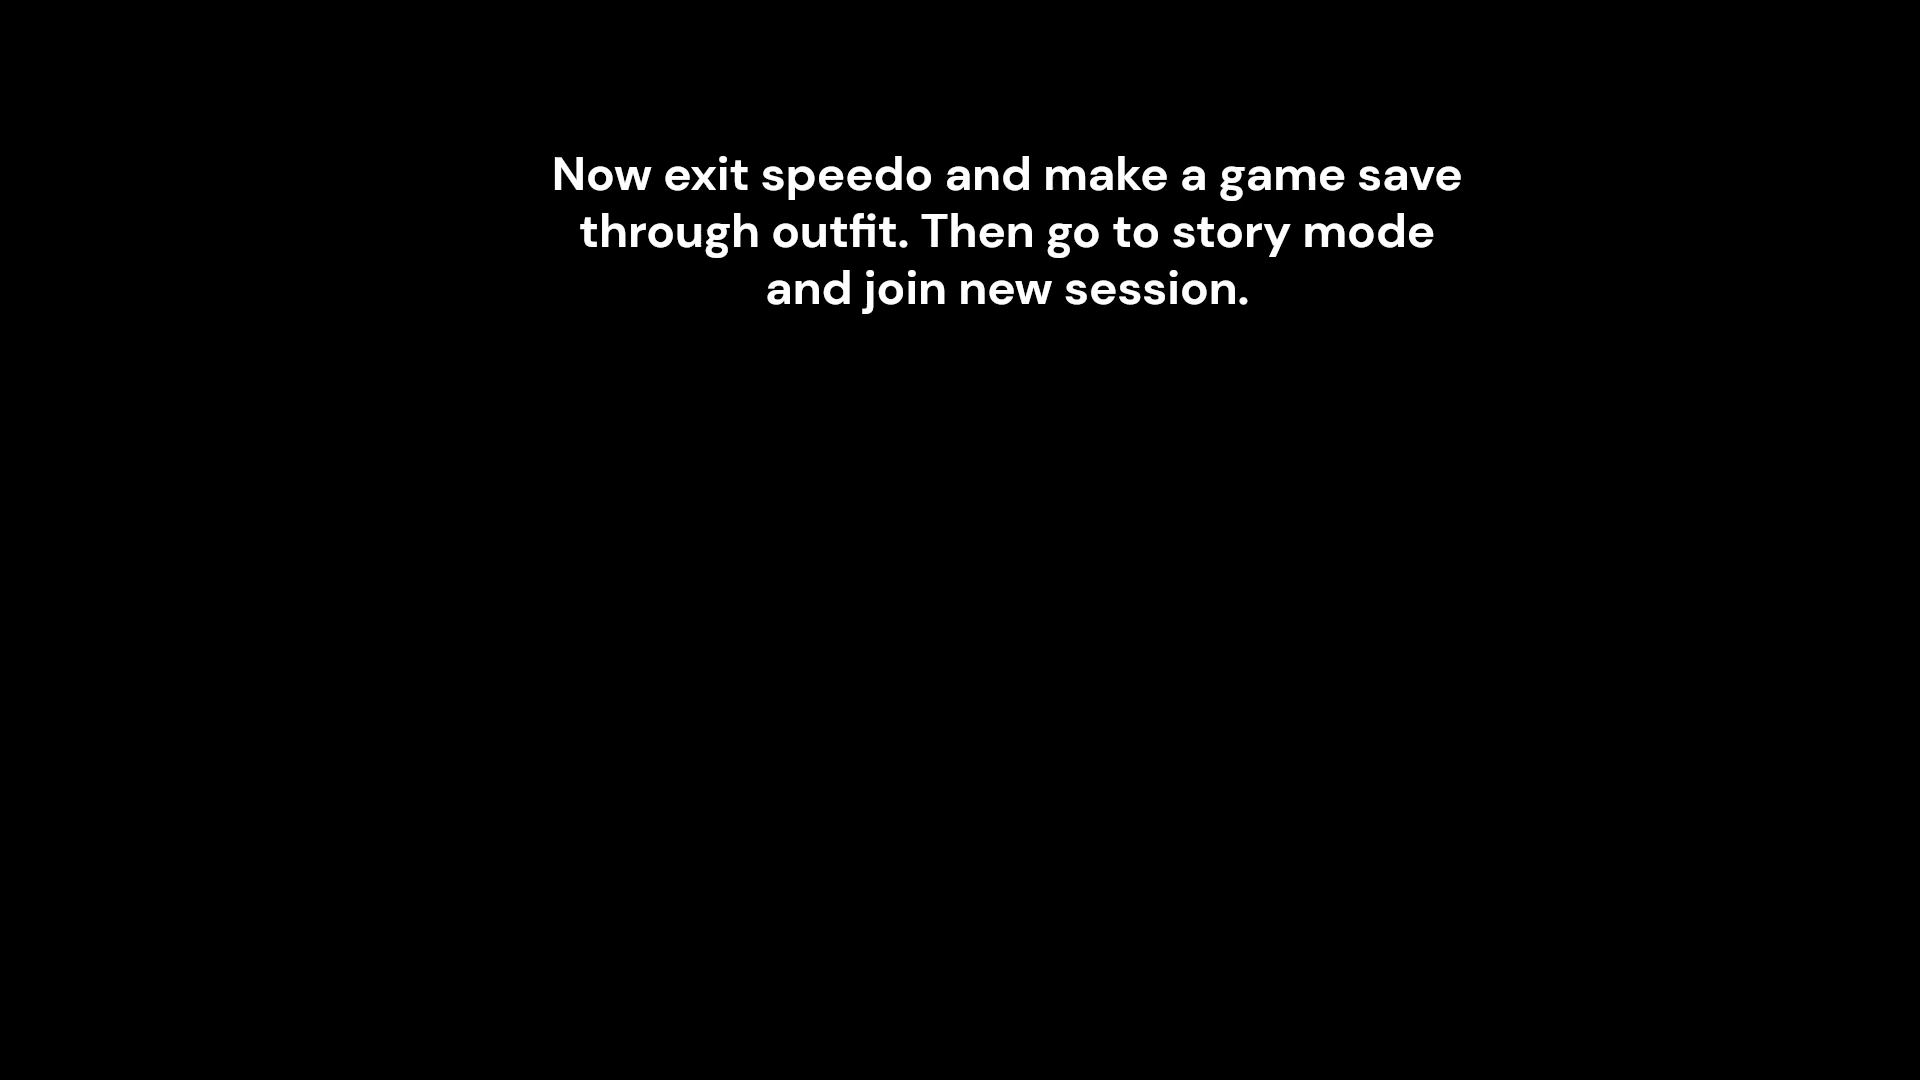 Now exit speedo and make a game save
through outfit. Then go to story mode
and join new session.